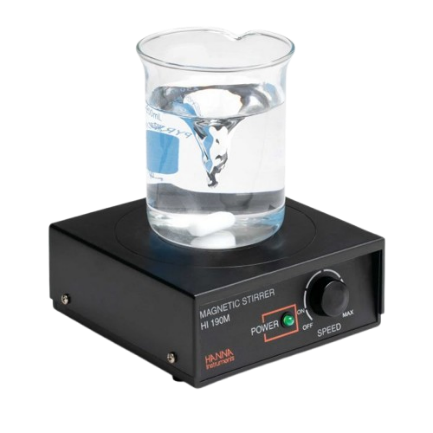 MAGNETIC STIRRER
HI 190M
POWER
ON
OFF
MAX
SPEED
HANNA
instruments